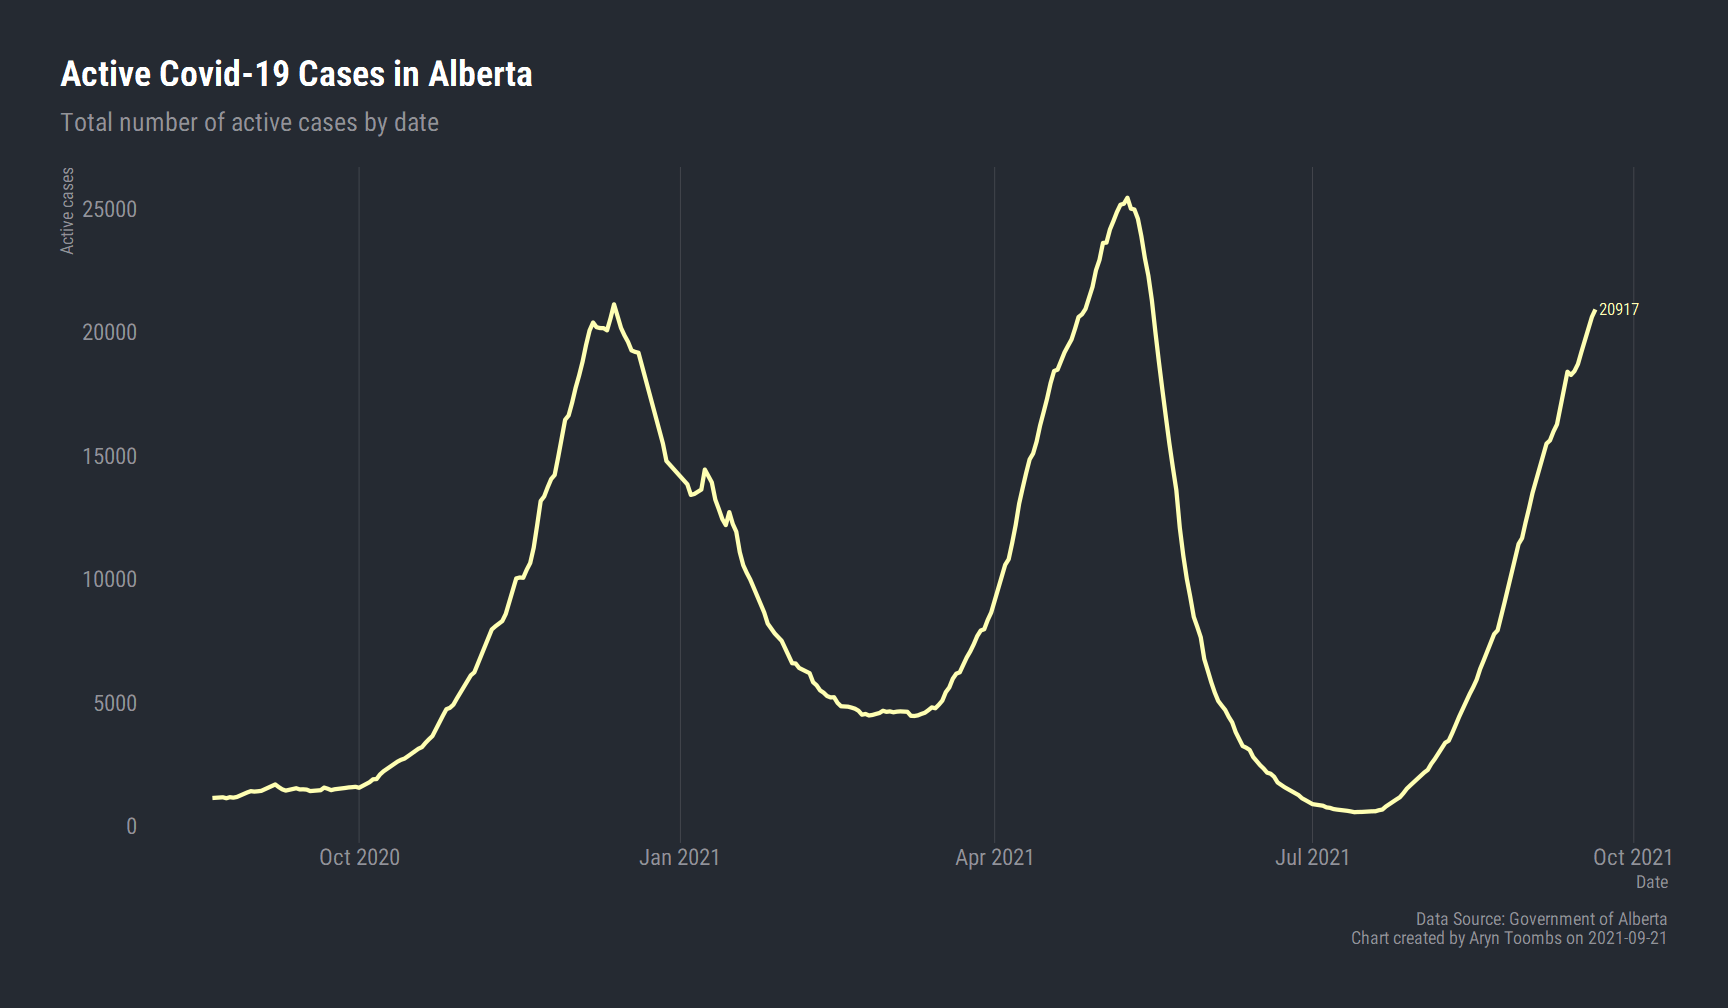 Active Covid-19 Cases in Alberta
Total number of active cases by date
Active cases
25000
20000
15000
10000
5000
0
20917
Oct 2020
Jan 2021
Apr 2021
Jul 2021
Oct 2021
Date
Data Source: Government of Alberta
Chart created by Aryn Toombs on 2021-09-21